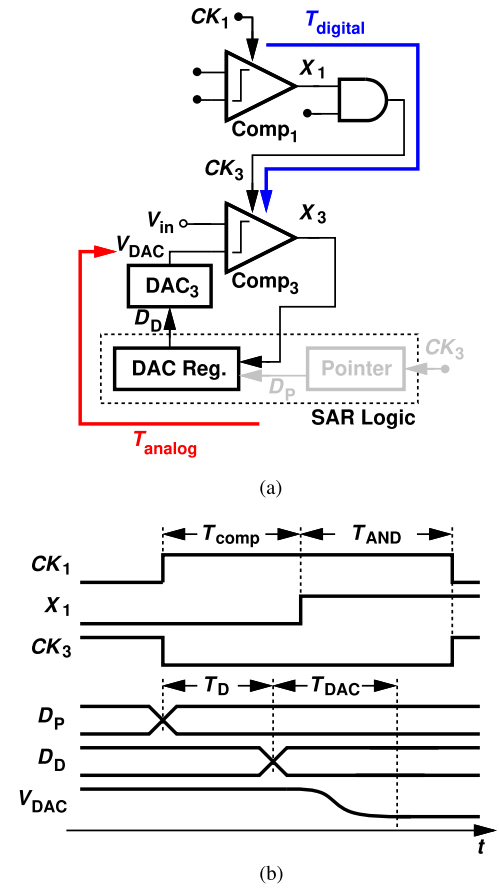 CK1
Tdigital
X1
Comp1
CK3
Vin
X3
VDAC
Comp3
DAC3
DD
DAC Reg.
Pointer
CK3
DP
SAR Logic
Tanalog
(a)
Tcomp TAND
CK1
X1
CK3
TD TDAC
DP
DD
VDAC
t
(b)